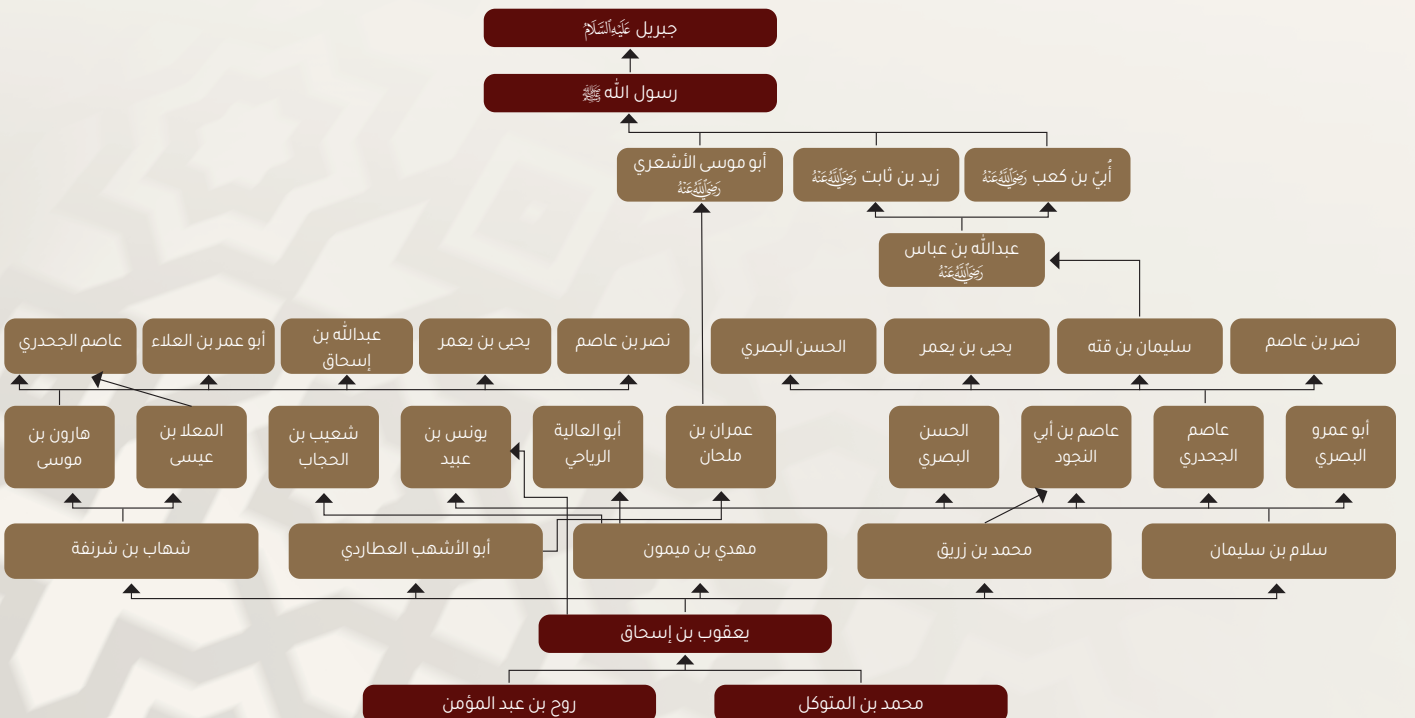 جبريل عَلَيْهِ السَّلَامُ
رسول الله ﷺ
أُبيّ بن كعب رَضِيَ اللَّهُ عَنْهُ
زيد بن ثابت رَضِيَ اللَّهُ عَنْهُ
أبو موسى الأشعري
رَضِيَ اللَّهُ عَنْهُ
عبدالله بن عباس
رَضِيَ اللَّهُ عَنْهُ
نصر بن عاصم
سليمان بن قته
يحيى بن يعمر
الحسن البصري
نصر بن عاصم
يحيى بن يعمر
عبدالله بن
إسحاق
أبو عمر بن العلاء
عاصم الجحدري
أبو عمرو
البصري
عاصم
الجحدري
عاصم بن أبي
النجود
الحسن
البصري
عمران بن
ملحان
أبو العالية
الرياحي
يونس بن
عبيد
شعيب بن
الحجاب
المعلا بن
عيسى
هارون بن
موسى
سلام بن سليمان
محمد بن زريق
مهدي بن ميمون
أبو الأشهب العطاردي
شهاب بن شرنفة
يعقوب بن إسحاق
محمد بن المتوكل
روح بن عبد المؤمن